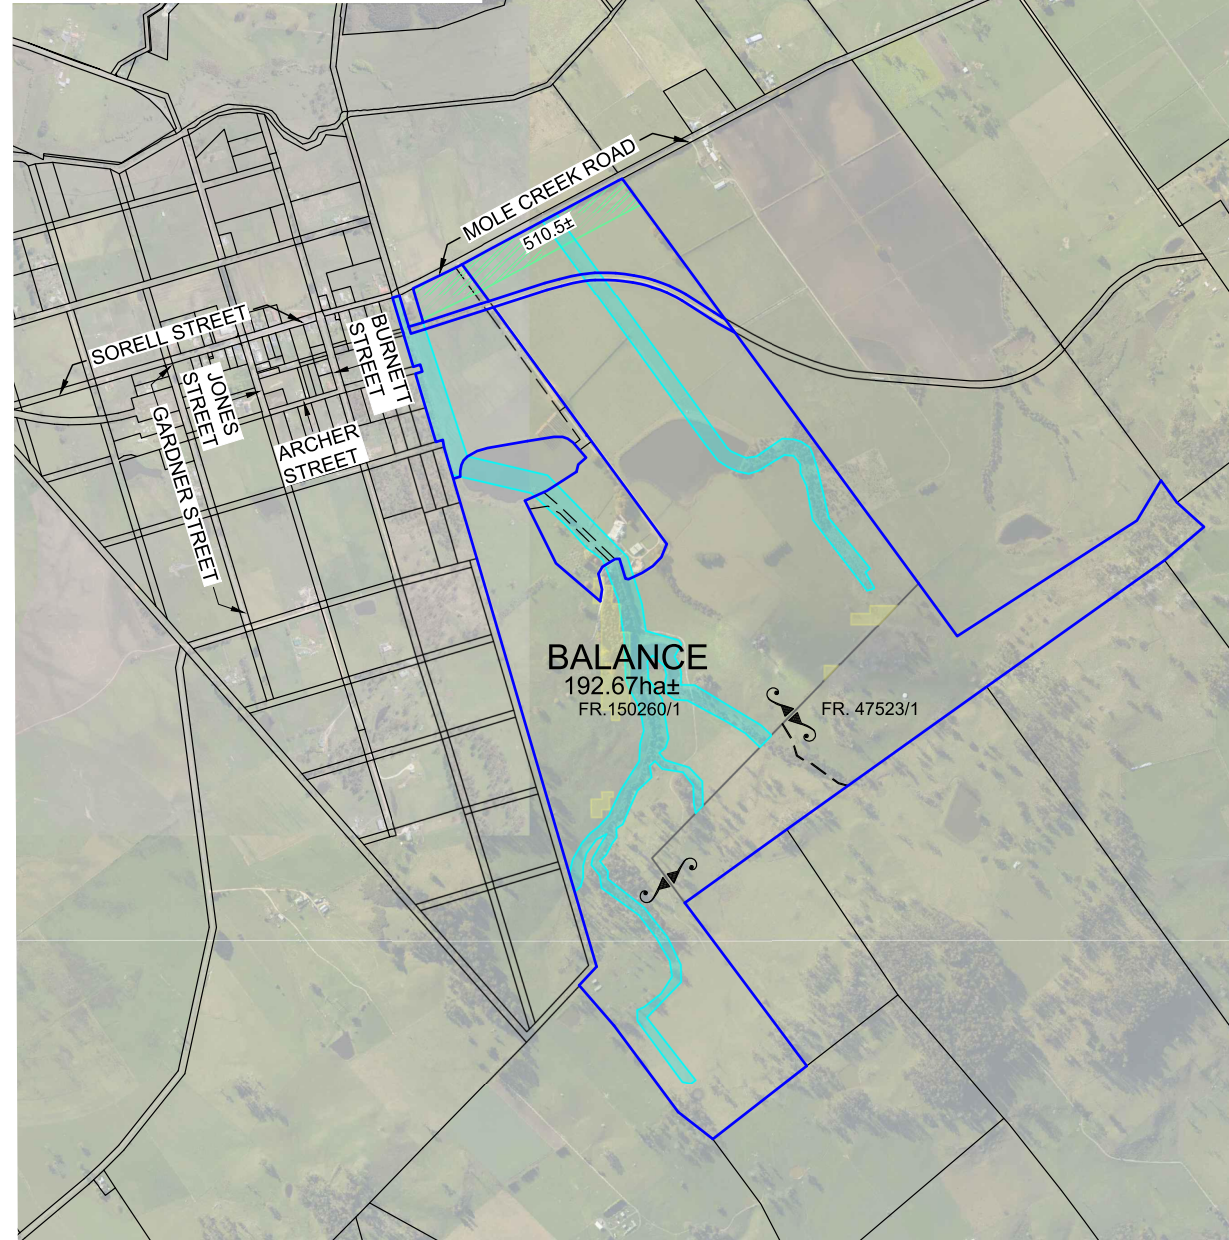 MOLE CREEK ROAD
510.5±
SORELL STREET
BURNETT
STREET
JONES
STREET
GARDNER STREET
ARCHER
STREET
BALANCE
192.67ha±
FR.150260/1
FR. 47523/1